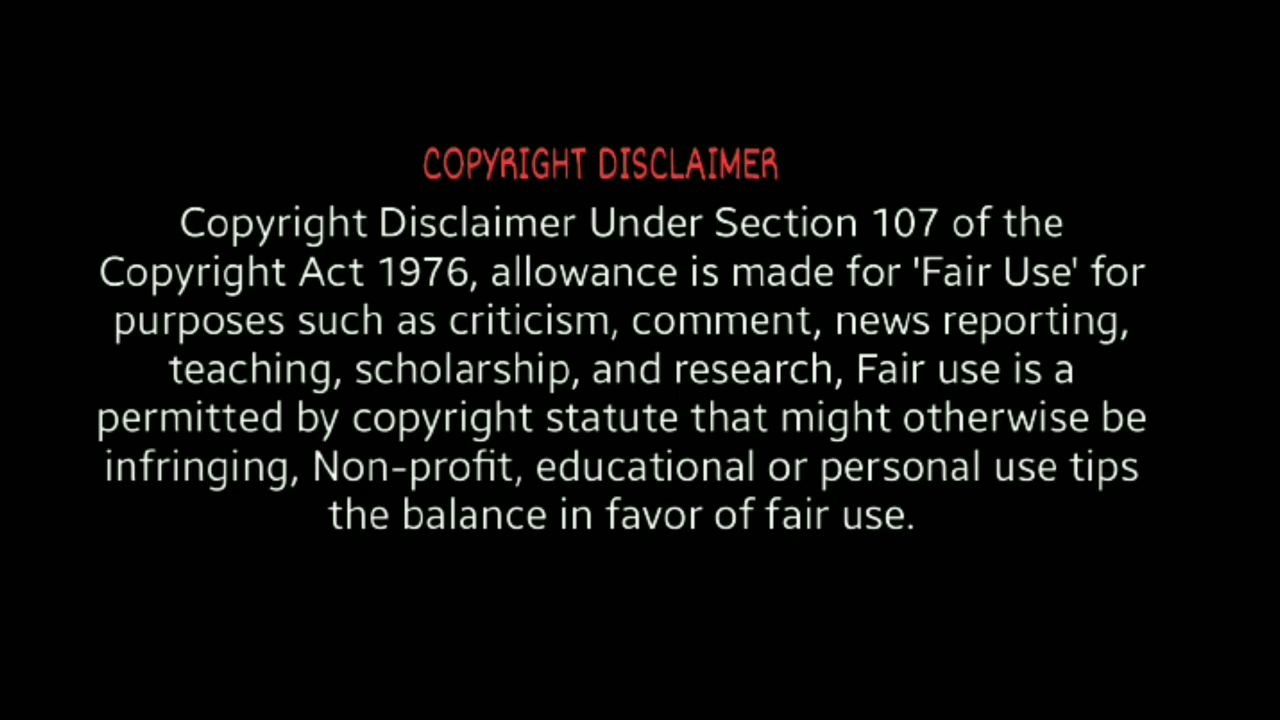 COPYRIGHT DISCLAIMER
Copyright Disclaimer Under Section 107 of the
Copyright Act 1976, allowance is made for 'Fair Use' for
purposes such as criticism, comment, news reporting,
teaching, scholarship, and research, Fair use is a
permitted by copyright statute that might otherwise be
infringing, Non-profit, educational or personal use tips
the balance in favor of fair use.